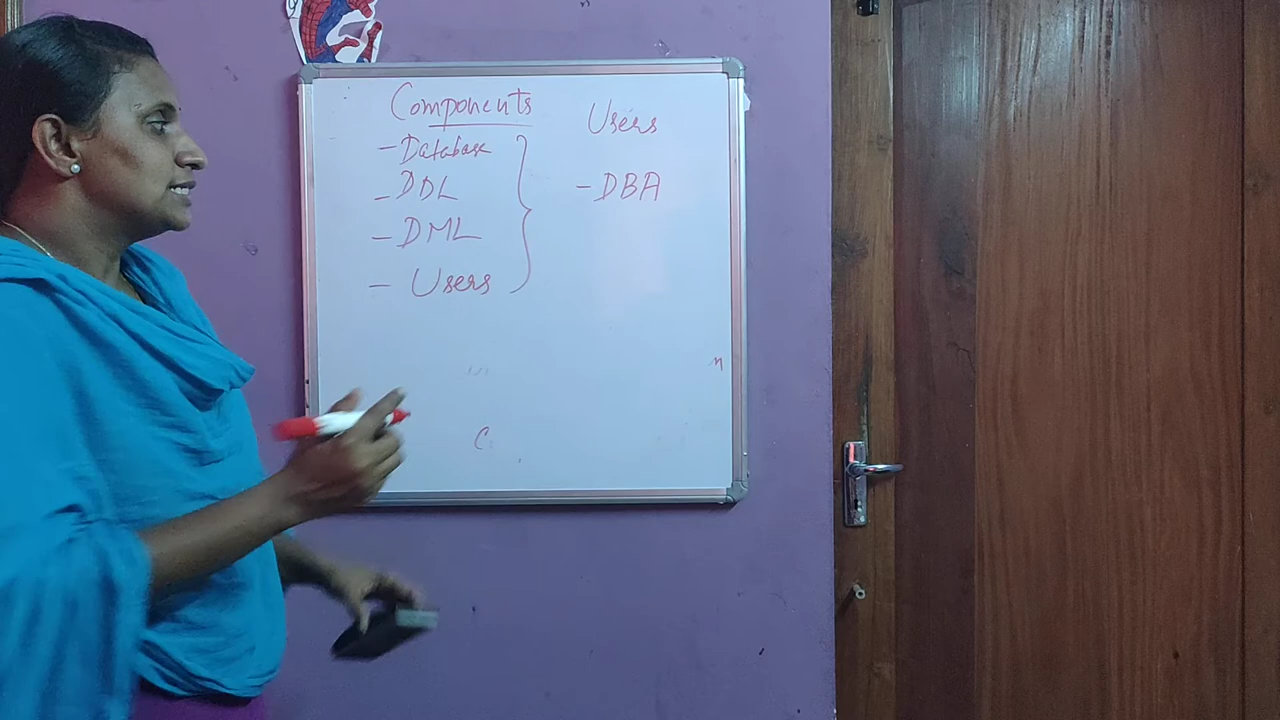 Components
- Database
- DDL
- DML
- Users
Users
- DBA
n
C